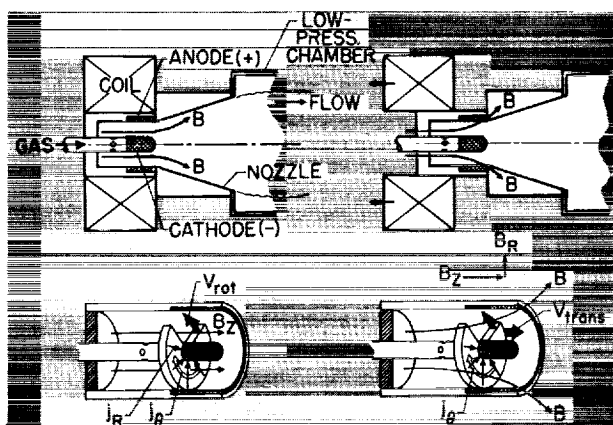 LOW-
PRESS.
CHAMBER
ANODE(+)
COIL
B
FLOW
GAS
B
NOZZLE
CATHODE(-)
B
B
B_R
B_Z
V_rot
B_Z
j_R
j_θ
B
V_trans
j_θ
B